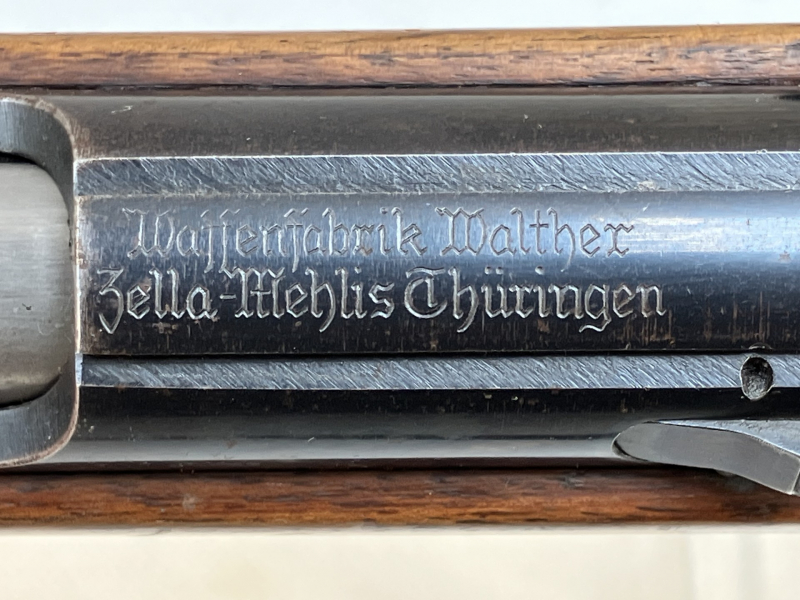 Waffenfabrik Walther
Zella-Mehlis Thüringen